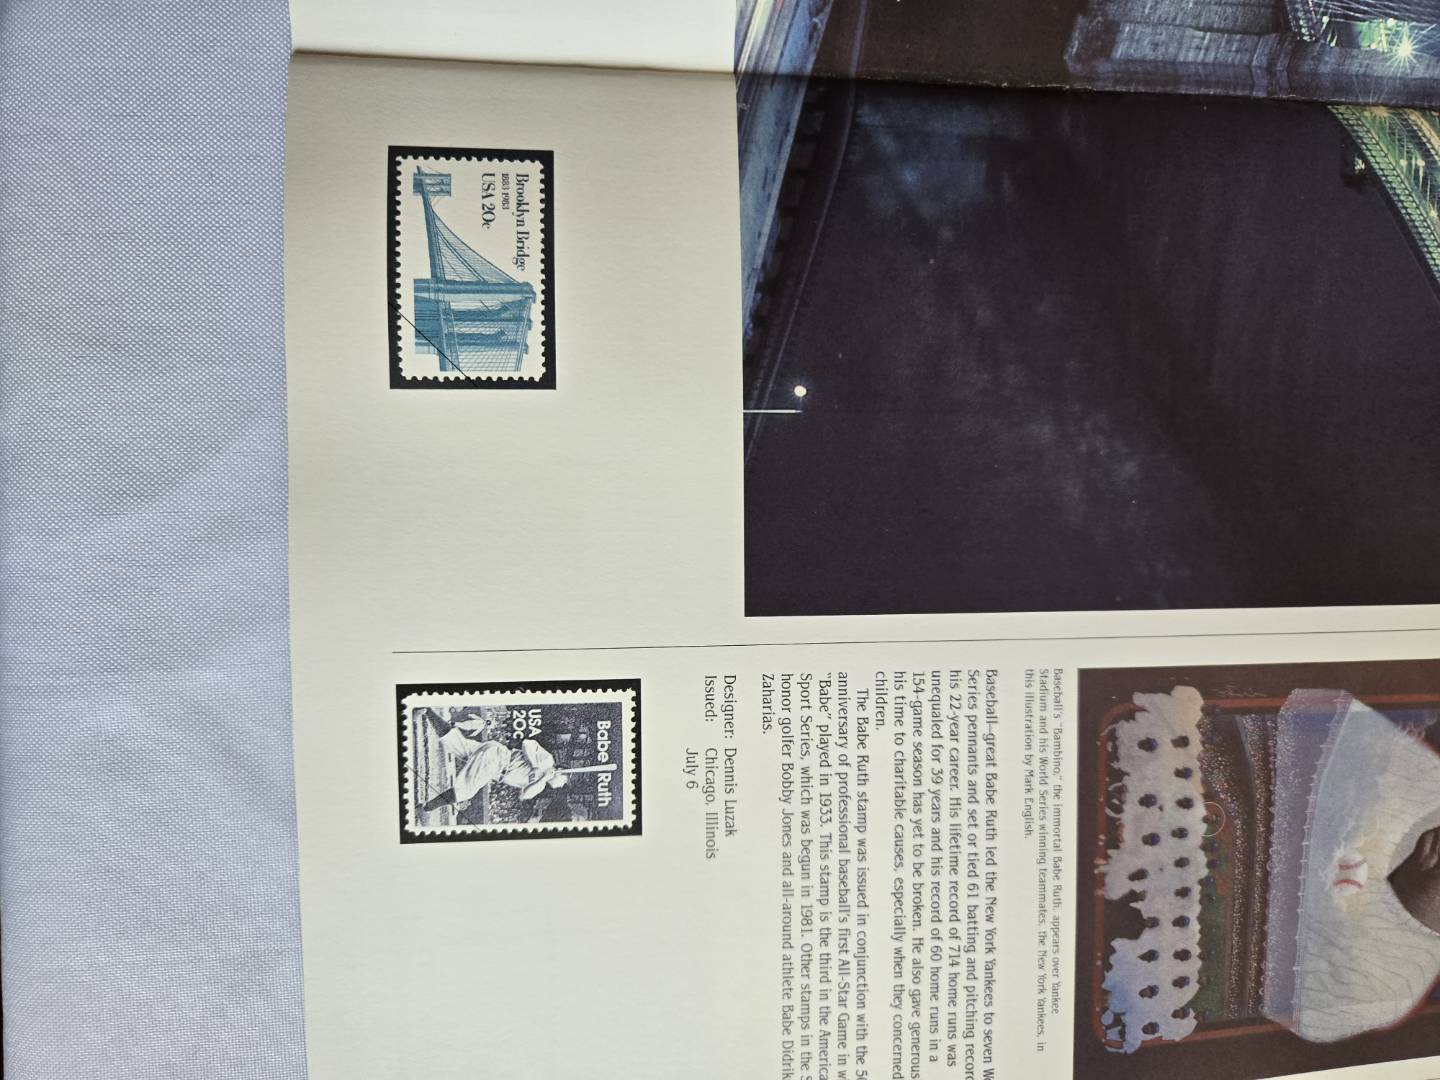 Brooklyn Bridge
1883 1983
USA 20c
Baseball's "Bambino," the immortal Babe Ruth, appears over Yankee
Stadium and his World Series winning teammates, the New York Yankees, in
this illustration by Mark English.
Baseball-great Babe Ruth led the New York Yankees to seven
Series pennants and set or tied 61 batting and pitching
his 22-year career. His lifetime record of 714 home runs was
unequaled for 39 years and his record of 60 home runs in a
154-game season has yet to be broken. He also gave
his time to charitable causes, especially when they concerned
children.
The Babe Ruth stamp was issued in conjunction with the
anniversary of professional baseball's first All-Star Game in
"Babe" played in 1933. This stamp is the third in the
Sport Series, which was begun in 1981. Other stamps in the
honor golfer Bobby Jones and all-around athlete Babe
Zaharias.
Designer: Dennis Luzak
Issued: Chicago, Illinois
July 6
Babe Ruth
USA
20c